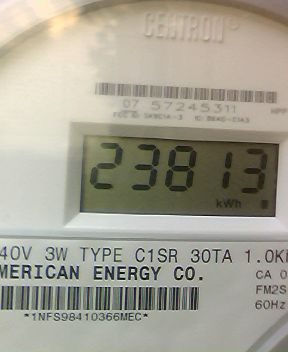 CENTRON®
07 57245311
23813
kWh
40V 3W TYPE C1SR 30TA 1.0K
MERICAN ENERGY CO.
CA 0
FM2S
60Hz
*1NFS98410366MEC*